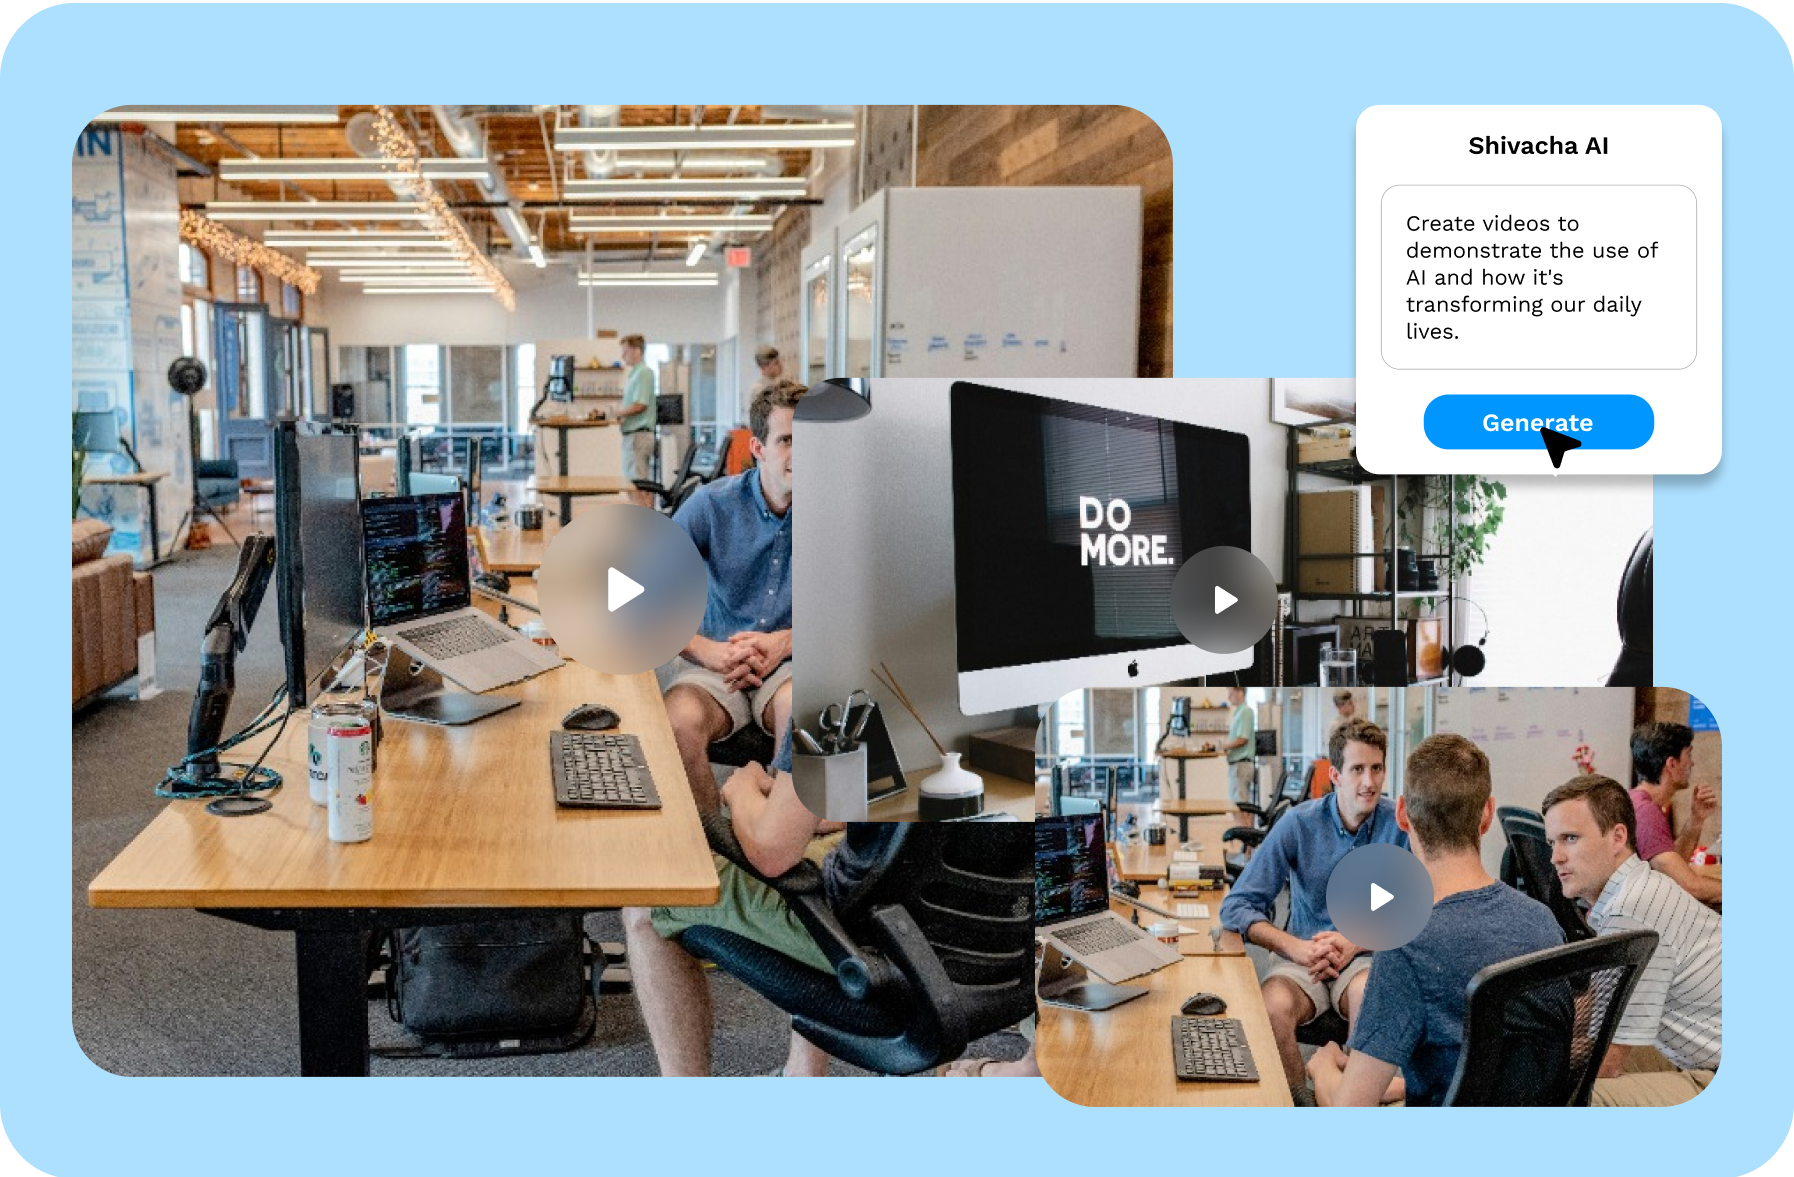 Shivacha AI
Create videos to
demonstrate the use of
AI and how it's
transforming our daily
lives.
Generate
DO
MORE.